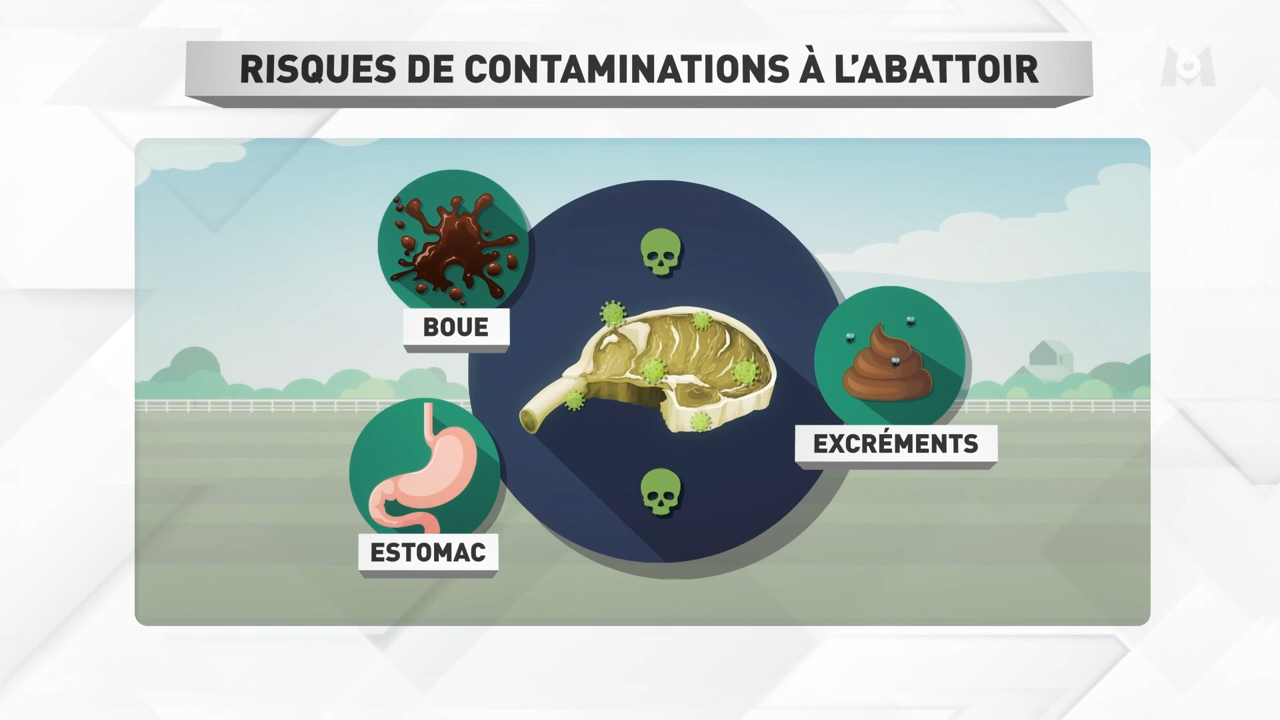 RISQUES DE CONTAMINATIONS À L'ABATTOIR
BOUE
EXCRÉMENTS
ESTOMAC